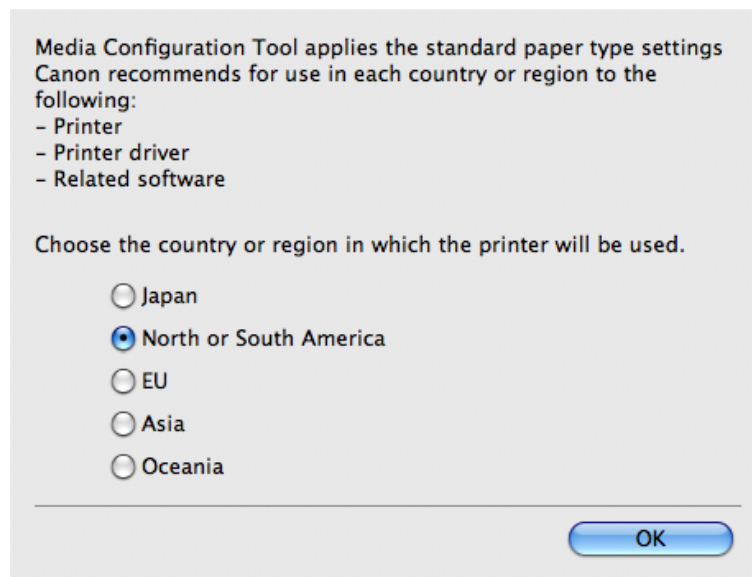 Media Configuration Tool applies the standard paper type settings
Canon recommends for use in each country or region to the
following:
– Printer
– Printer driver
– Related software
Choose the country or region in which the printer will be used.
Japan
North or South America
EU
Asia
Oceania
OK